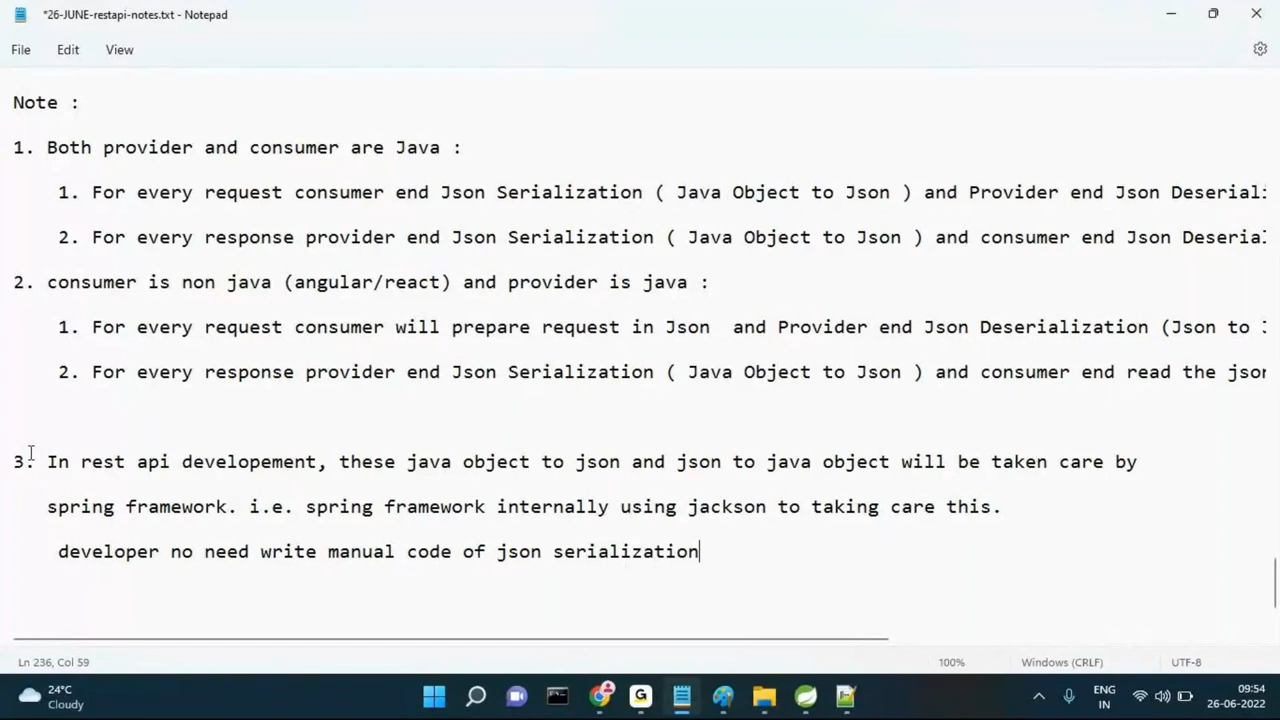 *26-JUNE-restapi-notes.txt - Notepad
File Edit View
Note :
1. Both provider and consumer are Java :
1. For every request consumer end Json Serialization ( Java Object to Json ) and Provider end Json Deseriali
2. For every response provider end Json Serialization ( Java Object to Json ) and consumer end Json Deserial
2. consumer is non java (angular/react) and provider is java :
1. For every request consumer will prepare request in Json  and Provider end Json Deserialization (Json to J
2. For every response provider end Json Serialization ( Java Object to Json ) and consumer end read the json
3. In rest api developement, these java object to json and json to java object will be taken care by
spring framework. i.e. spring framework internally using jackson to taking care this.
developer no need write manual code of json serialization
Ln 236, Col 59 100% Windows (CRLF) UTF-8
24°C
Cloudy
ENG
IN
09:54
26-06-2022